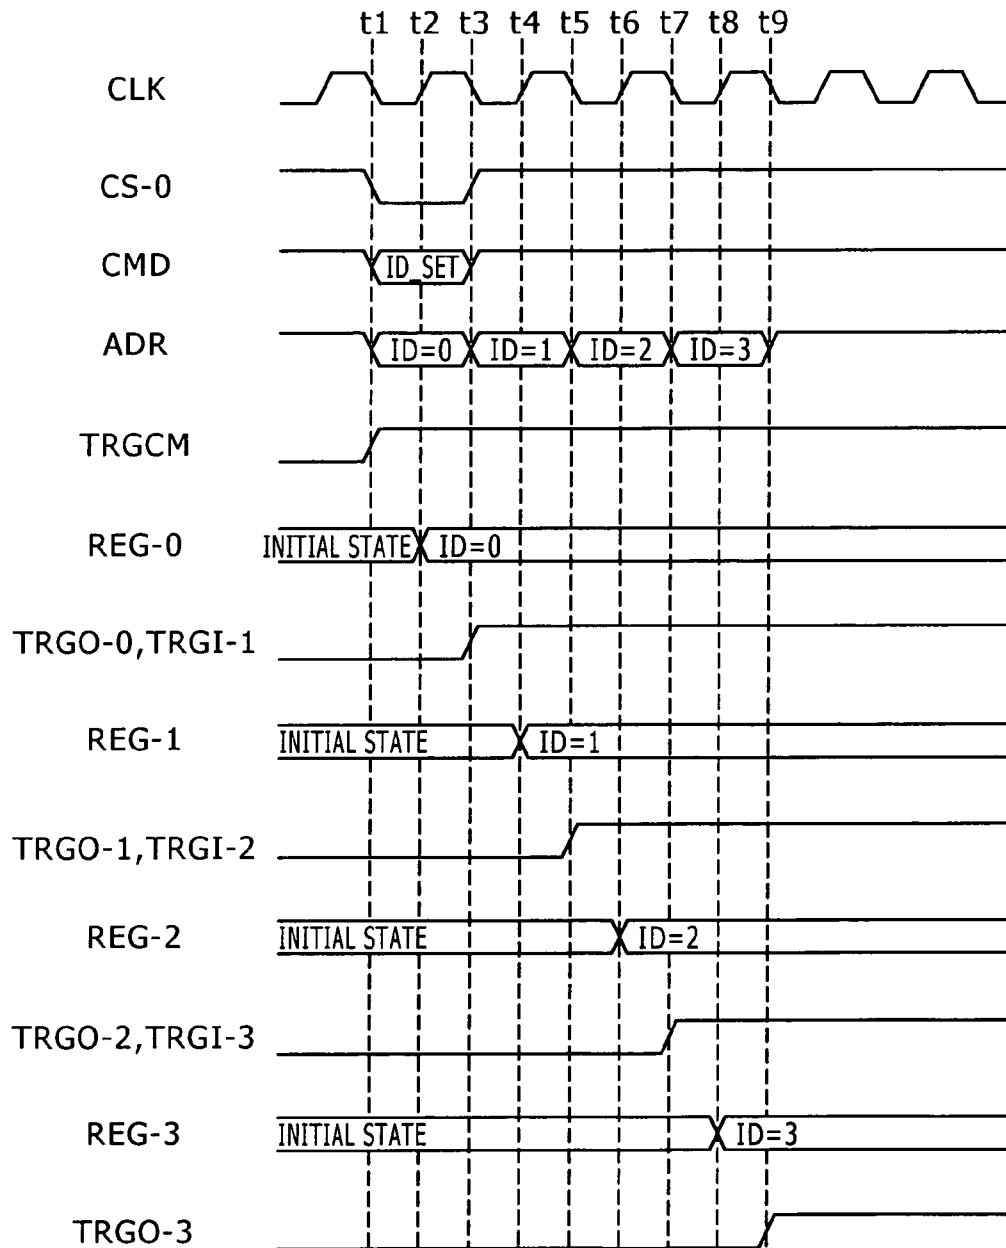 t1 t2 t3 t4 t5 t6 t7 t8 t9
CLK
CS-0
CMD ID_SET
ADR ID=0 ID=1 ID=2 ID=3
TRGCM
REG-0 INITIAL STATE ID=0
TRGO-0,TRGI-1
REG-1 INITIAL STATE ID=1
TRGO-1,TRGI-2
REG-2 INITIAL STATE ID=2
TRGO-2,TRGI-3
REG-3 INITIAL STATE ID=3
TRGO-3